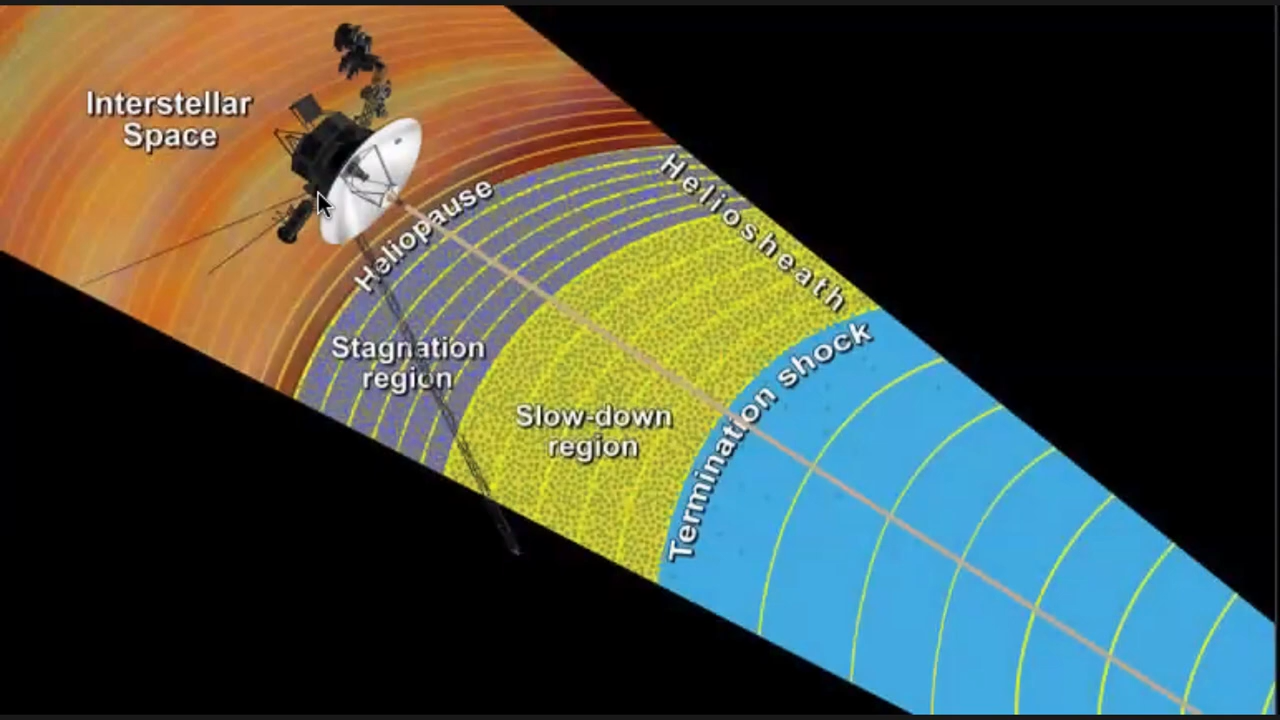 Interstellar
Space
Heliopause
Heliosheath
Stagnation
region
Slow-down
region
Termination shock